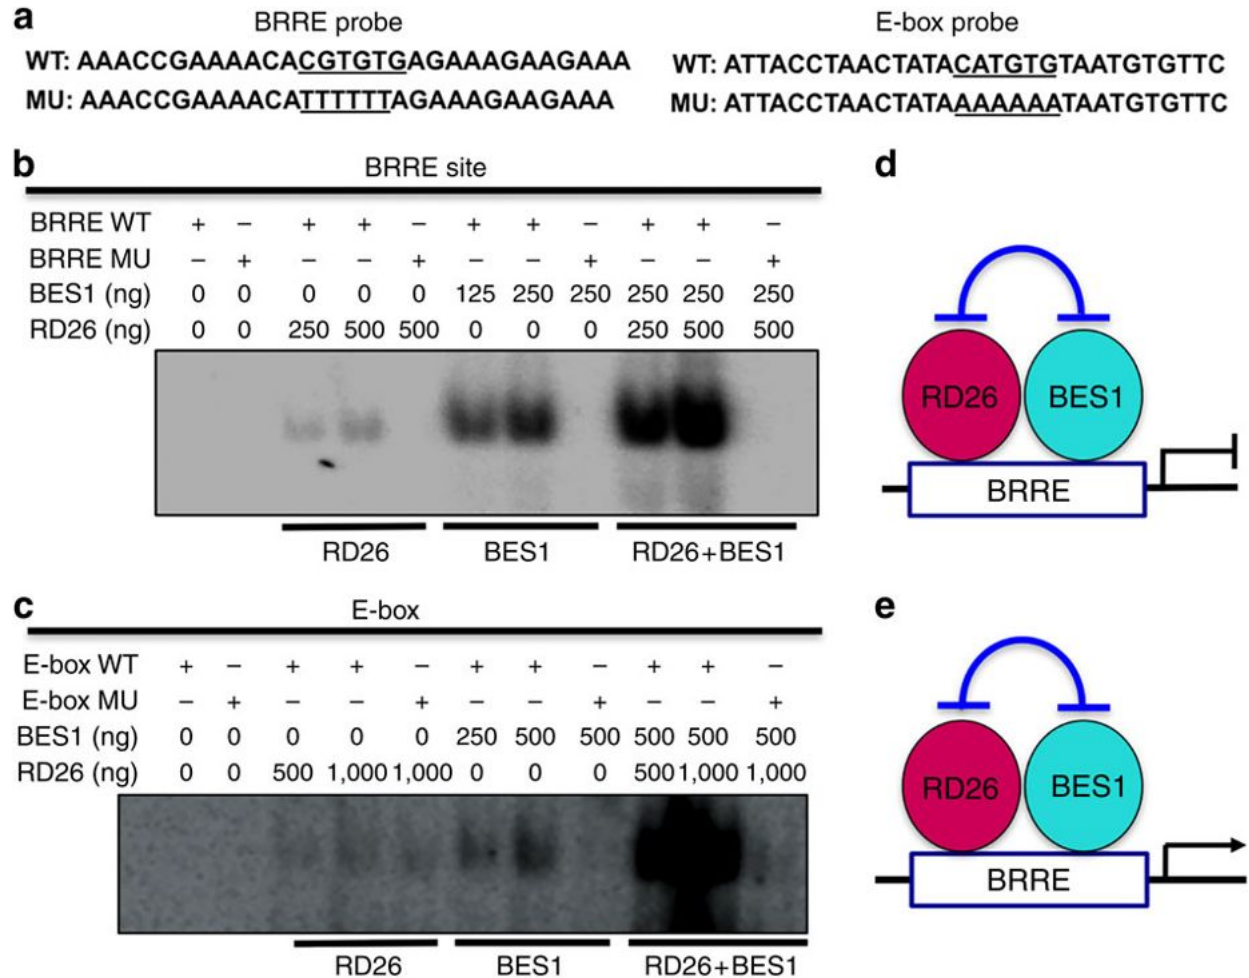 a
BRRE probe
WT: AAACCGAAAACACGTGTGAGAAAGAAGAAA
MU: AAACCGAAAACATTTTTTAGAAAGAAGAAA
E-box probe
WT: ATTACCTAACTATACATGTGTAATGTGTTC
MU: ATTACCTAACTATAAAAAAATAATGTGTTC
b
BRRE site
BRRE WT + – + + – + + – + + –
BRRE MU – + – – + – – + – – +
BES1 (ng) 0 0 0 0 0 125 250 250 250 250 250
RD26 (ng) 0 0 250 500 500 0 0 0 250 500 500
RD26 BES1 RD26+BES1
c
E-box
E-box WT + – + + – + + – + + –
E-box MU – + – – + – – + – – +
BES1 (ng) 0 0 0 0 0 250 500 500 500 500 500
RD26 (ng) 0 0 500 1,000 1,000 0 0 0 500 1,000 1,000
RD26 BES1 RD26+BES1
d
RD26 BES1
BRRE
e
RD26 BES1
BRRE